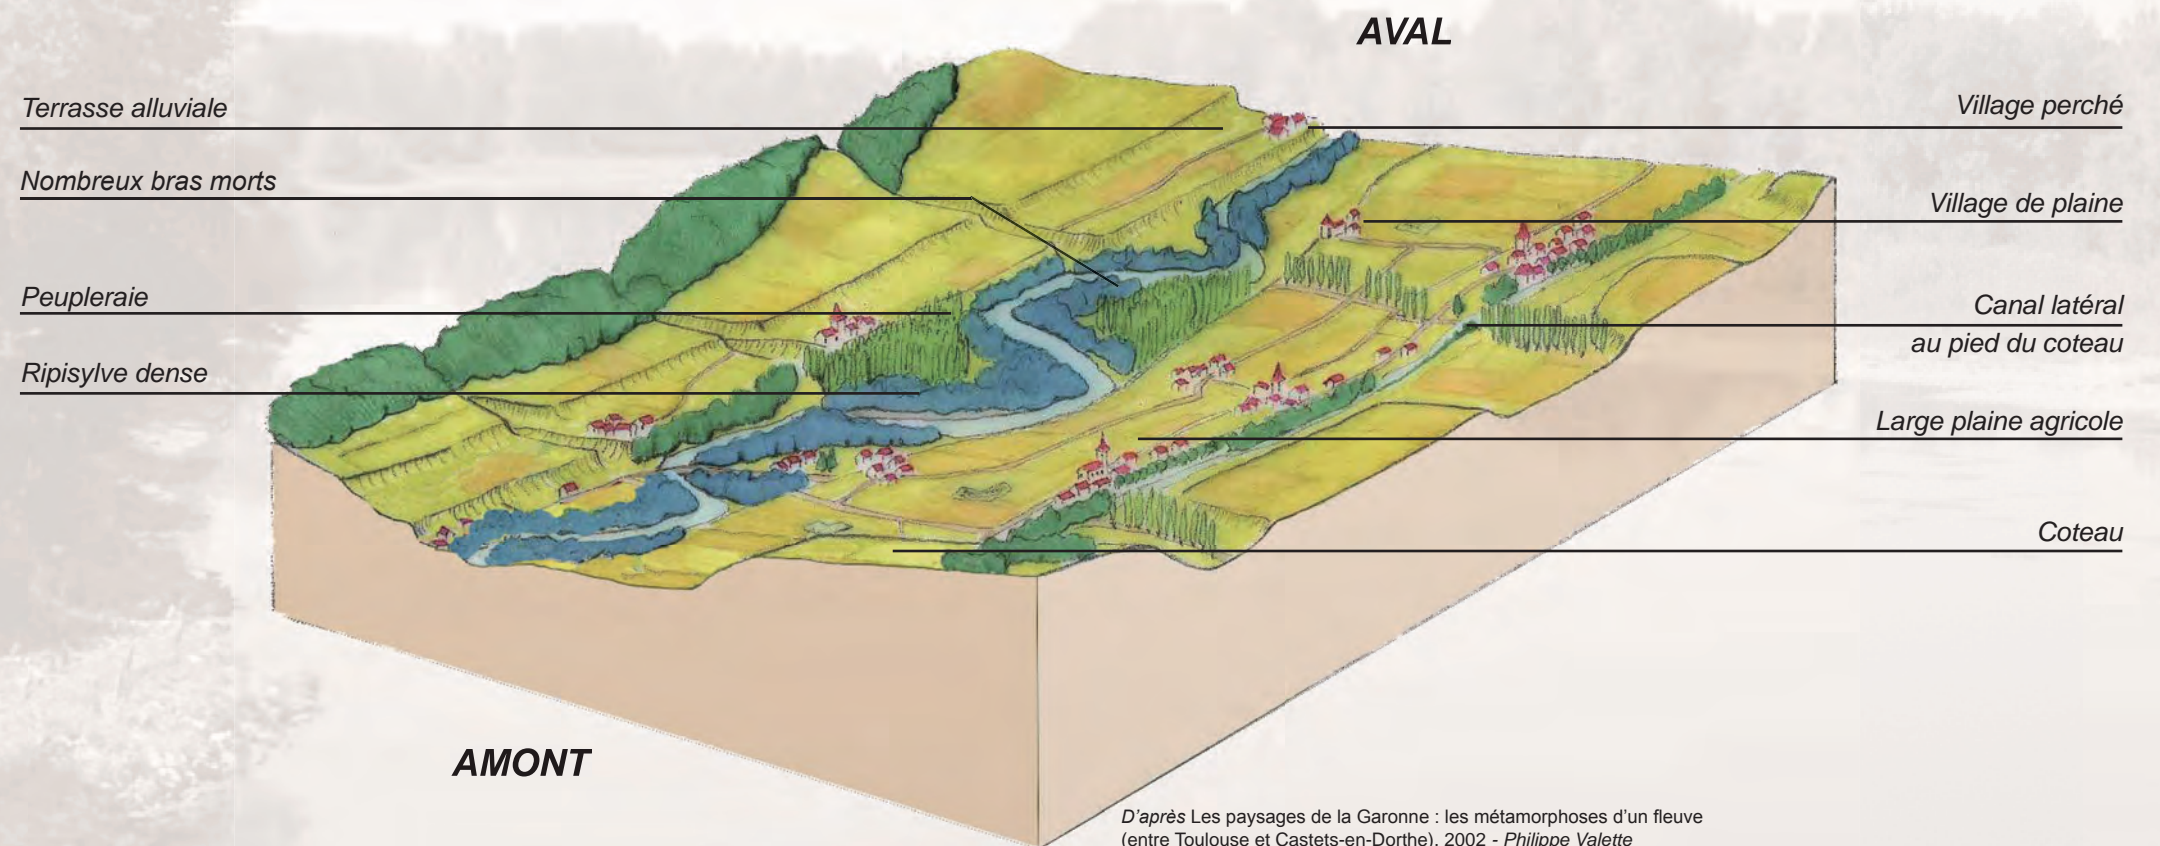 AVAL
Terrasse alluviale
Village perché
Nombreux bras morts
Village de plaine
Peupleraie
Canal latéral
au pied du coteau
Ripisylve dense
Large plaine agricole
Coteau
AMONT
D'après Les paysages de la Garonne : les métamorphoses d'un fleuve
(entre Toulouse et Castets-en-Dorthe), 2002 - Philippe Valette